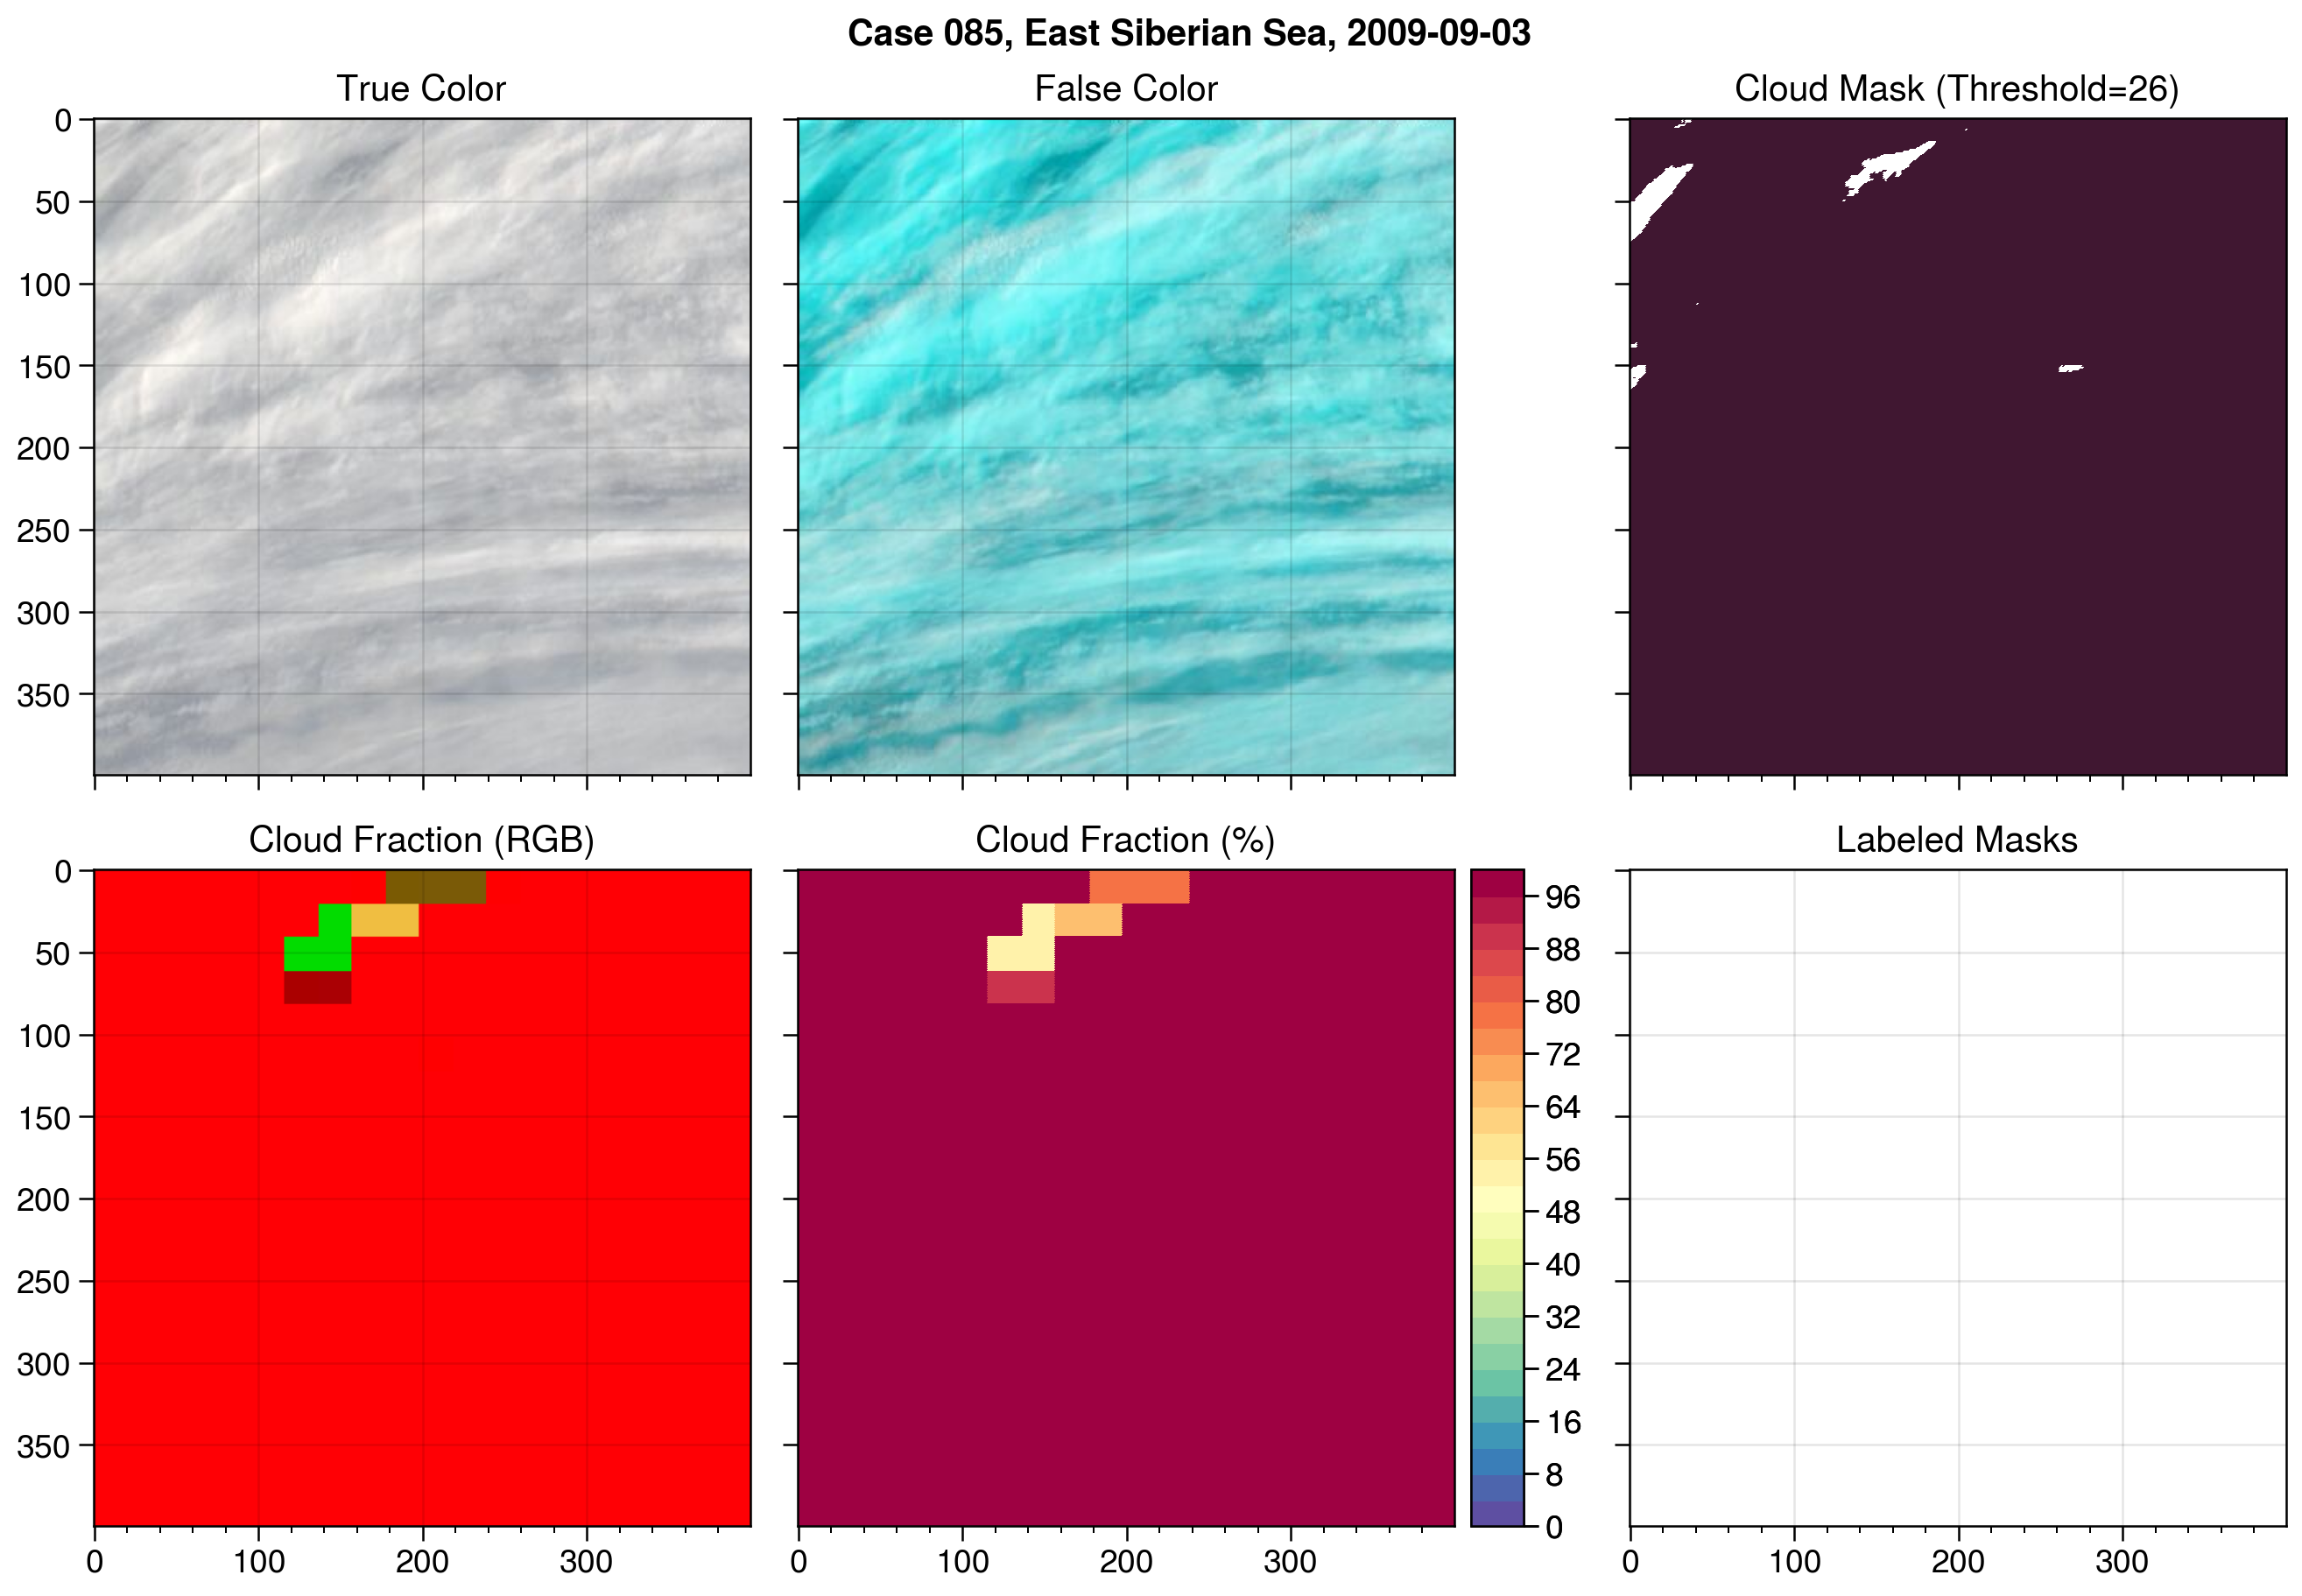 Case 085, East Siberian Sea, 2009-09-03
True Color
False Color
Cloud Mask (Threshold=26)
0
50
100
150
200
250
300
350
Cloud Fraction (RGB)
Cloud Fraction (%)
Labeled Masks
0
50
100
150
200
250
300
350
96
88
80
72
64
56
48
40
32
24
16
8
0
0 100 200 300
0 100 200 300
0 100 200 300